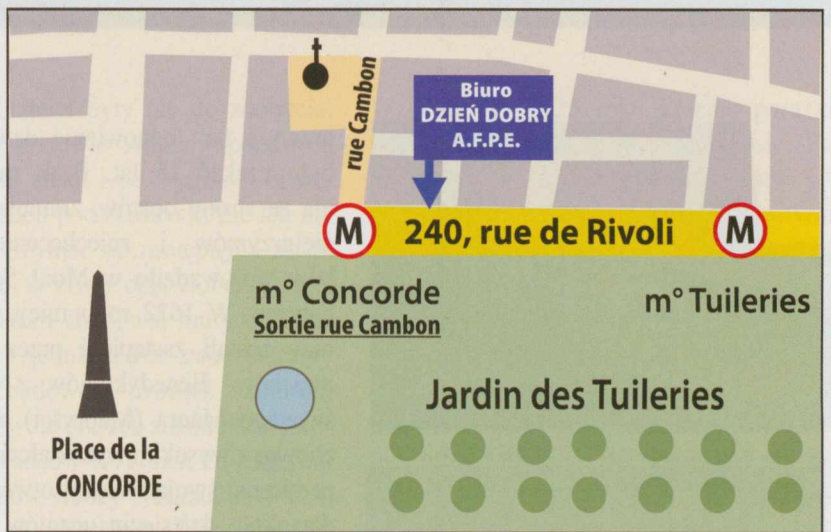 rue Cambon
Biuro
DZIEŃ DOBRY
A.F.P.E.
M
240, rue de Rivoli
M
m° Concorde
Sortie rue Cambon
m° Tuileries
Jardin des Tuileries
Place de la
CONCORDE